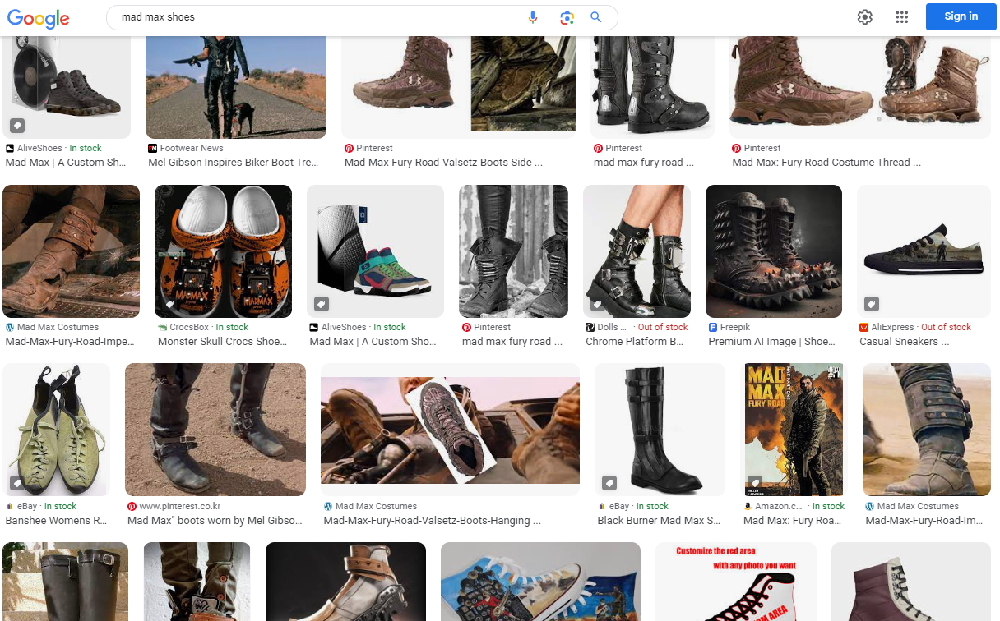 Google
mad max shoes
Sign in
AliveShoes · In stock
Mad Max | A Custom Sh...
Footwear News
Mel Gibson Inspires Biker Boot Tre...
Pinterest
Mad-Max-Fury-Road-Valsetz-Boots-Side ...
Pinterest
mad max fury road ...
Pinterest
Mad Max: Fury Road Costume Thread ...
Mad Max Costumes
Mad-Max-Fury-Road-Impe...
MADMAX
MADMAX
CrocsBox · In stock
Monster Skull Crocs Shoe...
AliveShoes · In stock
Mad Max | A Custom Sho...
Pinterest
mad max fury road ...
Dolls ... · Out of stock
Chrome Platform B...
Freepik
Premium AI Image | Shoe...
AliExpress · Out of stock
Casual Sneakers ...
eBay · In stock
Banshee Womens R...
www.pinterest.co.kr
Mad Max" boots worn by Mel Gibso...
Mad Max Costumes
Mad-Max-Fury-Road-Valsetz-Boots-Hanging ...
eBay · In stock
Black Burner Mad Max S...
MAD
MAX
FURY ROAD
#1
Amazon.c... · In stock
Mad Max: Fury Roa...
Mad Max Costumes
Mad-Max-Fury-Road-Im...
Customize the red area
with any photo you want